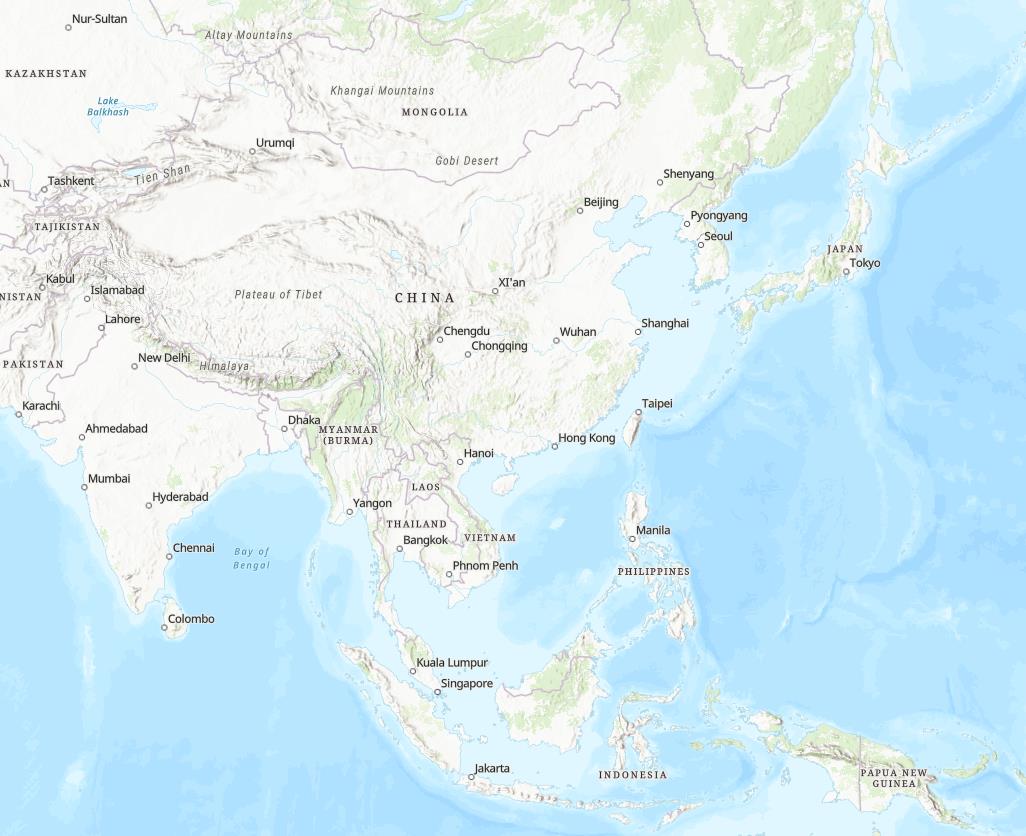 Nur-Sultan
Altay Mountains
KAZAKHSTAN
Khangai Mountains
Lake
Balkhash
MONGOLIA
Urumqi
Gobi Desert
Tien Shan
Shenyang
AN
Tashkent
Beijing
Pyongyang
TAJIKISTAN
Seoul
JAPAN
Tokyo
Kabul
XI'an
Islamabad
NISTAN
Plateau of Tibet
CHINA
Lahore
Shanghai
Chengdu
Wuhan
Chongqing
New Delhi
PAKISTAN
Himalaya
Karachi
Taipei
Dhaka
Ahmedabad
MYANMAR
(BURMA)
Hong Kong
Hanoi
Mumbai
LAOS
Hyderabad
Yangon
THAILAND
Manila
VIETNAM
Bangkok
Chennai
Bay of
Bengal
Phnom Penh
PHILIPPINES
Colombo
Kuala Lumpur
Singapore
Jakarta
INDONESIA
PAPUA NEW
GUINEA